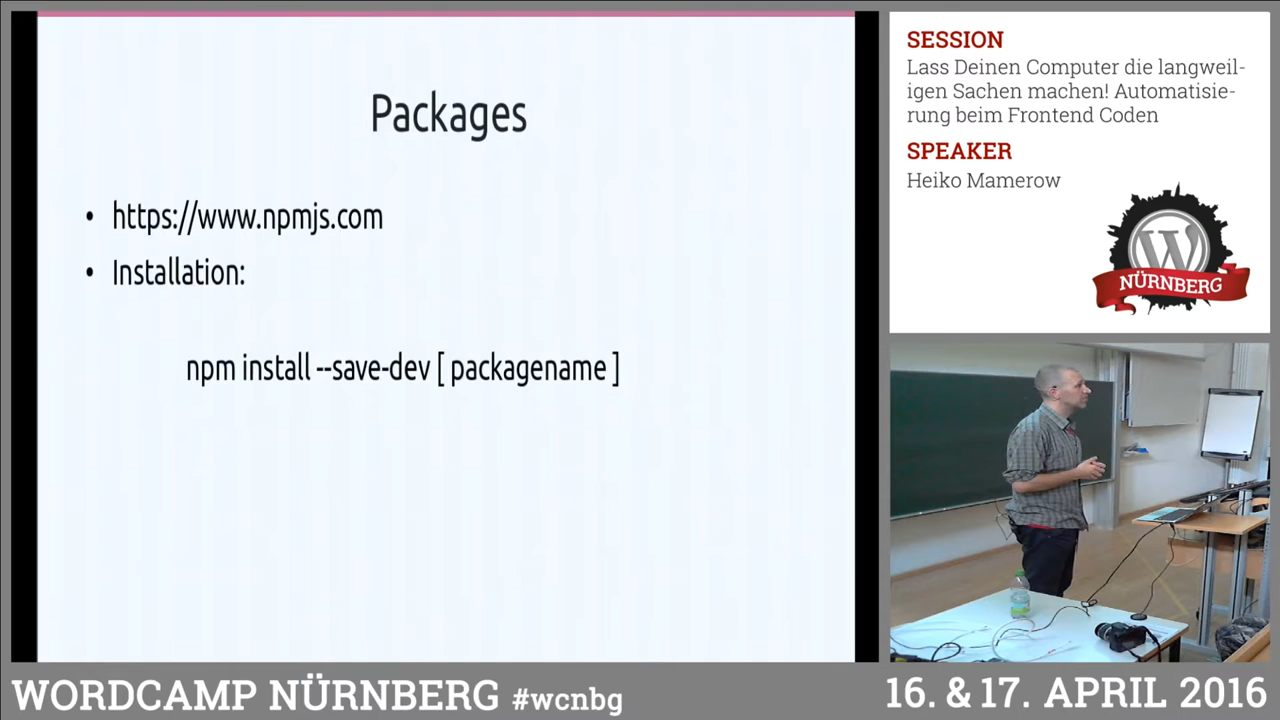 Packages
• https://www.npmjs.com
• Installation:
npm install --save-dev [ packagename ]
SESSION
Lass Deinen Computer die langweil-
igen Sachen machen! Automatisie-
rung beim Frontend Coden
SPEAKER
Heiko Mamerow
W
NÜRNBERG
WORDCAMP NÜRNBERG #wcnbg
16. & 17. APRIL 2016